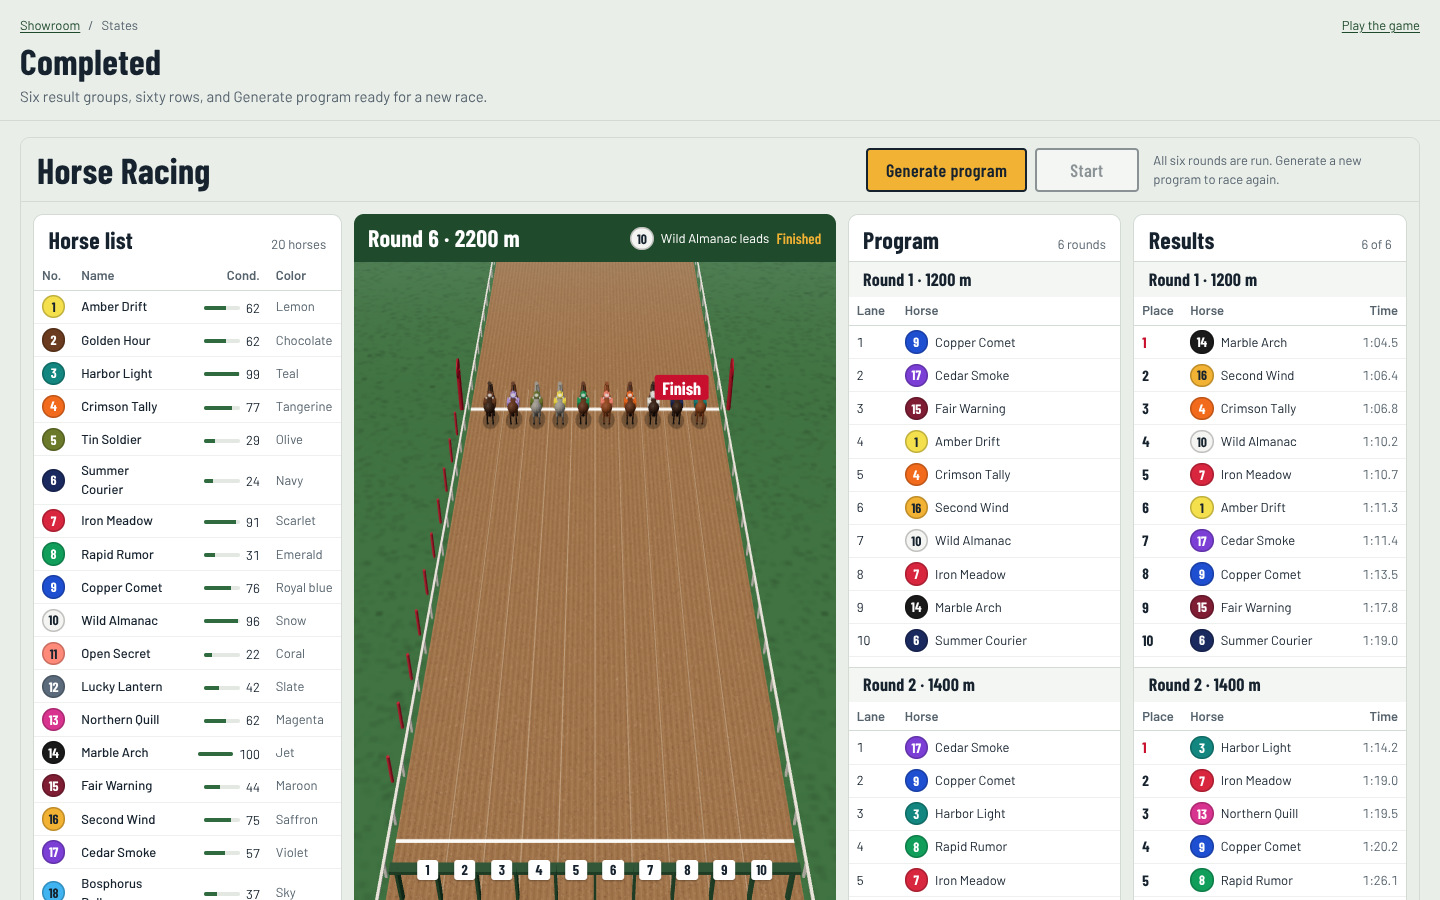 Showroom / States
Play the game
Completed
Six result groups, sixty rows, and Generate program ready for a new race.
Horse Racing
Generate program
Start
All six rounds are run. Generate a new
program to race again.
Horse list
20 horses
No. Name Cond. Color
1 Amber Drift 62 Lemon
2 Golden Hour 62 Chocolate
3 Harbor Light 99 Teal
4 Crimson Tally 77 Tangerine
5 Tin Soldier 29 Olive
6 Summer
Courier 24 Navy
7 Iron Meadow 91 Scarlet
8 Rapid Rumor 31 Emerald
9 Copper Comet 76 Royal blue
10 Wild Almanac 96 Snow
11 Open Secret 22 Coral
12 Lucky Lantern 42 Slate
13 Northern Quill 62 Magenta
14 Marble Arch 100 Jet
15 Fair Warning 44 Maroon
16 Second Wind 75 Saffron
17 Cedar Smoke 57 Violet
18 Bosphorus 37 Sky
Round 6 · 2200 m
10 Wild Almanac leads Finished
Finish
1 2 3 4 5 6 7 8 9 10
Program
6 rounds
Round 1 · 1200 m
Lane Horse
1 9 Copper Comet
2 17 Cedar Smoke
3 15 Fair Warning
4 1 Amber Drift
5 4 Crimson Tally
6 16 Second Wind
7 10 Wild Almanac
8 7 Iron Meadow
9 14 Marble Arch
10 6 Summer Courier
Round 2 · 1400 m
Lane Horse
1 17 Cedar Smoke
2 9 Copper Comet
3 3 Harbor Light
4 8 Rapid Rumor
5 7 Iron Meadow
Results
6 of 6
Round 1 · 1200 m
Place Horse Time
1 14 Marble Arch 1:04.5
2 16 Second Wind 1:06.4
3 4 Crimson Tally 1:06.8
4 10 Wild Almanac 1:10.2
5 7 Iron Meadow 1:10.7
6 1 Amber Drift 1:11.3
7 17 Cedar Smoke 1:11.4
8 9 Copper Comet 1:13.5
9 15 Fair Warning 1:17.8
10 6 Summer Courier 1:19.0
Round 2 · 1400 m
Place Horse Time
1 3 Harbor Light 1:14.2
2 7 Iron Meadow 1:19.0
3 13 Northern Quill 1:19.5
4 9 Copper Comet 1:20.2
5 8 Rapid Rumor 1:26.1